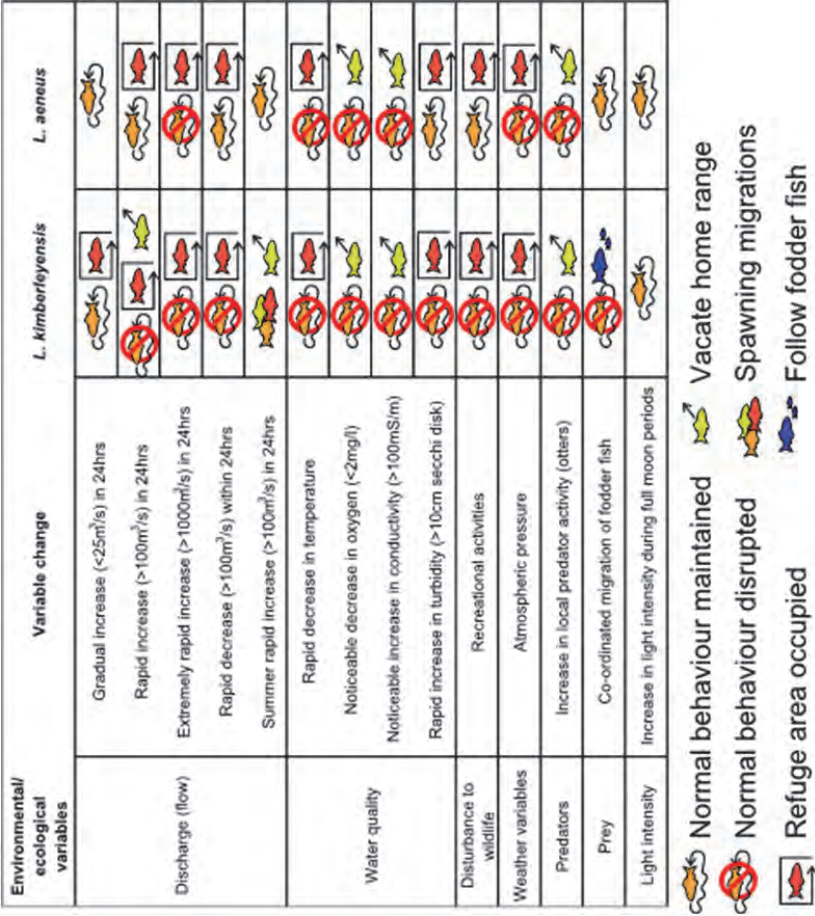 Environmental/
ecological
variables
Variable change
L. kimberleyensis
L. aeneus
Discharge (flow)
Gradual increase (<25m³/s) in 24hrs
Rapid increase (>100m³/s) in 24hrs
Extremely rapid increase (>1000m³/s) in 24hrs
Rapid decrease (>100m³/s) within 24hrs
Summer rapid increase (>100m³/s) in 24hrs
Water quality
Rapid decrease in temperature
Noticeable decrease in oxygen (<2mg/l)
Noticeable increase in conductivity (>100mS/m)
Rapid increase in turbidity (>10cm secchi disk)
Disturbance to
wildlife
Recreational activities
Weather variables
Atmospheric pressure
Predators
Increase in local predator activity (otters)
Prey
Co-ordinated migration of fodder fish
Light intensity
Increase in light intensity during full moon periods
Normal behaviour maintained
Vacate home range
Normal behaviour disrupted
Spawning migrations
Refuge area occupied
Follow fodder fish